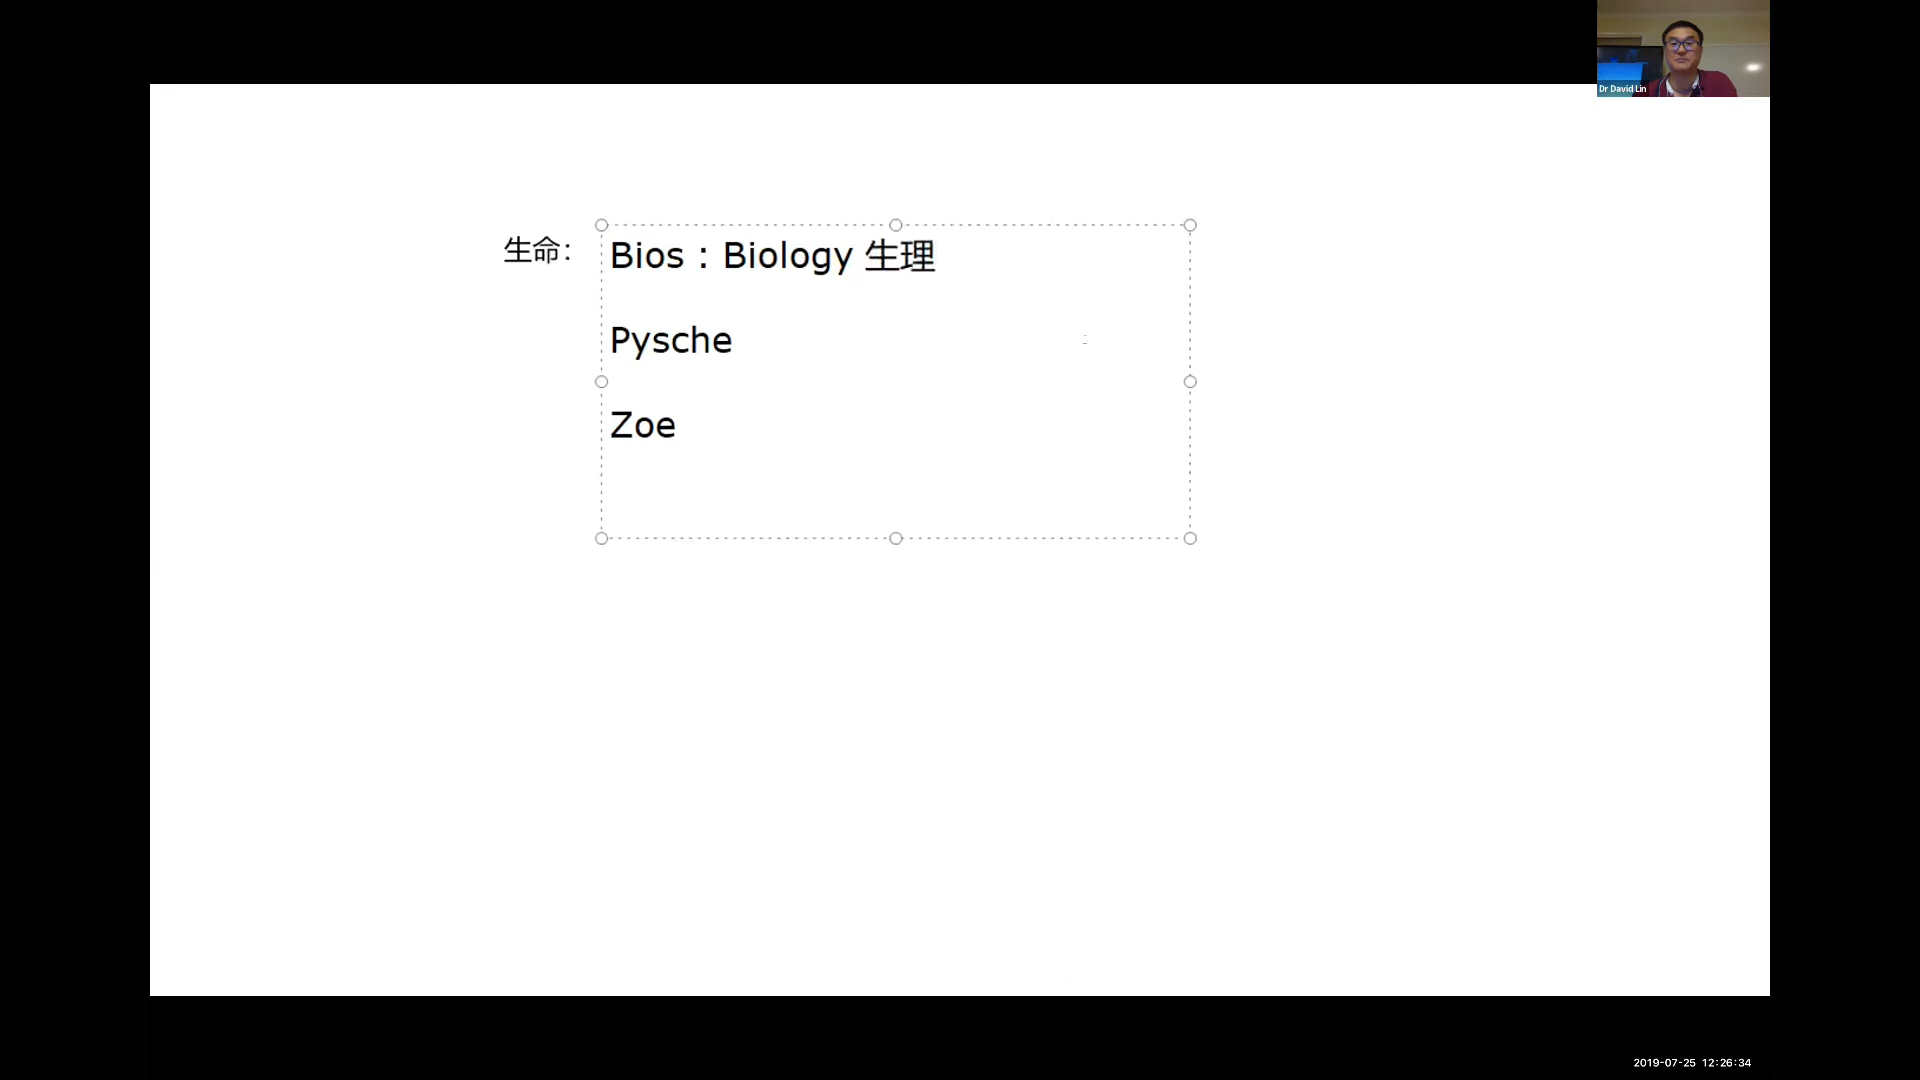 Dr David Lin
生命： Bios : Biology 生理
Pysche
Zoe
2019-07-25 12:26:34